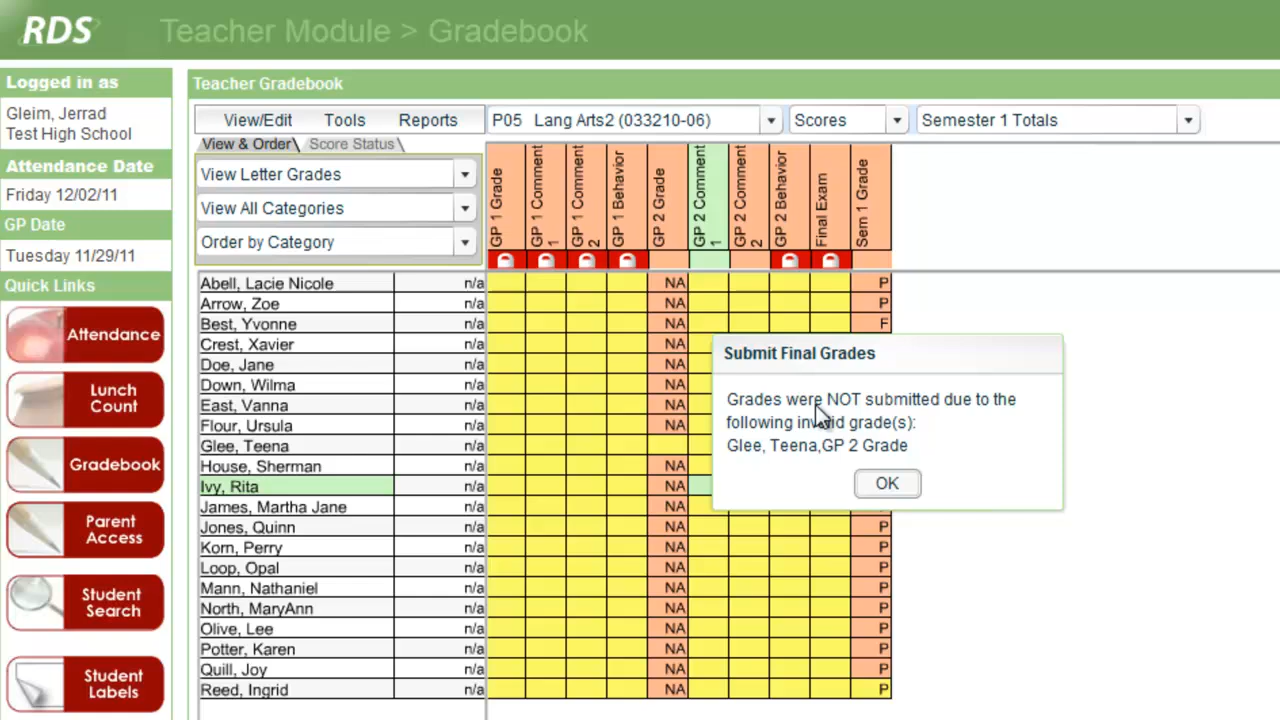 RDS Teacher Module > Gradebook
Logged in as
Gleim, Jerrad
Test High School
Attendance Date
Friday 12/02/11
GP Date
Tuesday 11/29/11
Quick Links
Attendance
Lunch
Count
Gradebook
Parent
Access
Student
Search
Student
Labels
Teacher Gradebook
View/Edit Tools Reports P05 Lang Arts2 (033210-06) Scores Semester 1 Totals
View & Order\ Score Status\
View Letter Grades
View All Categories
Order by Category
GP 1 Grade
GP 1 Comment 1
GP 1 Comment 2
GP 1 Behavior
GP 2 Grade
GP 2 Comment 1
GP 2 Comment 2
GP 2 Behavior
Final Exam
Sem 1 Grade
Abell, Lacie Nicole n/a NA P
Arrow, Zoe n/a NA P
Best, Yvonne n/a NA F
Crest, Xavier n/a NA
Doe, Jane n/a NA
Down, Wilma n/a NA
East, Vanna n/a NA
Flour, Ursula n/a NA
Glee, Teena n/a
House, Sherman n/a NA
Ivy, Rita n/a NA
James, Martha Jane n/a NA
Jones, Quinn n/a NA P
Korn, Perry n/a NA P
Loop, Opal n/a NA P
Mann, Nathaniel n/a NA P
North, MaryAnn n/a NA P
Olive, Lee n/a NA P
Potter, Karen n/a NA P
Quill, Joy n/a NA P
Reed, Ingrid n/a NA P
Submit Final Grades
Grades were NOT submitted due to the
following invalid grade(s):
Glee, Teena,GP 2 Grade
OK